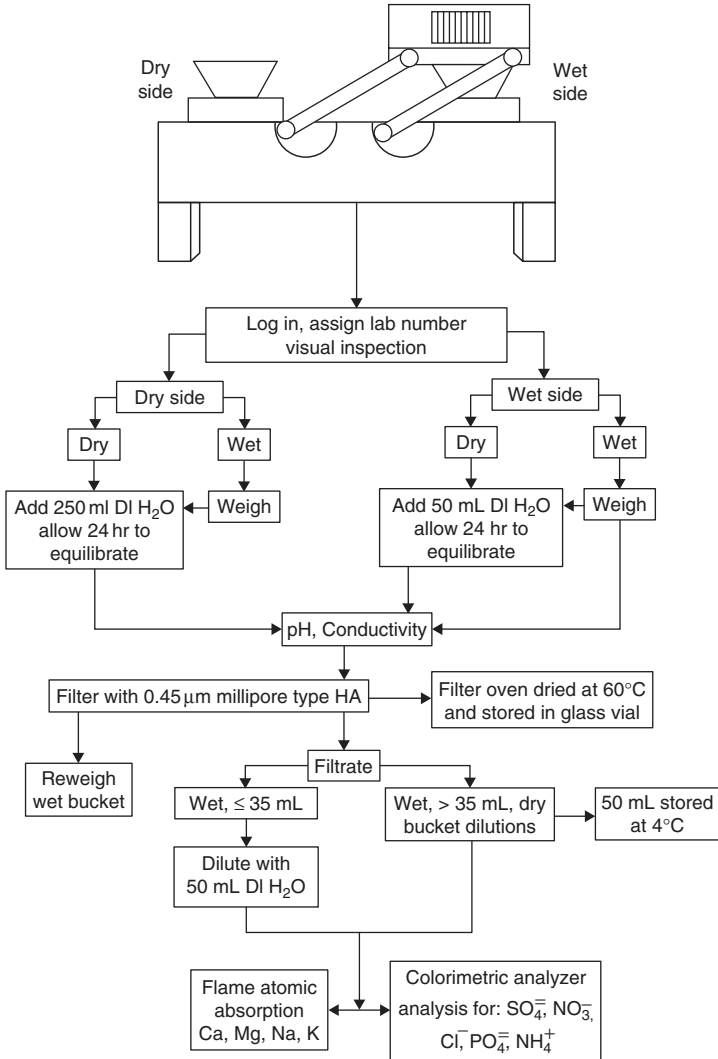 Dry
side
Wet
side
Log in, assign lab number
visual inspection
Dry side
Wet side
Dry
Wet
Dry
Wet
Add 250 ml DI H₂O
allow 24 hr to
equilibrate
Weigh
Add 50 mL DI H₂O
allow 24 hr to
equilibrate
Weigh
pH, Conductivity
Filter with 0.45 μm millipore type HA
Filter oven dried at 60°C
and stored in glass vial
Reweigh
wet bucket
Filtrate
Wet, ≤ 35 mL
Wet, > 35 mL, dry
bucket dilutions
50 mL stored
at 4°C
Dilute with
50 mL DI H₂O
Flame atomic
absorption
Ca, Mg, Na, K
Colorimetric analyzer
analysis for: SO₄⁼, NO₃⁻,
Cl⁻, PO₄⁼, NH₄⁺